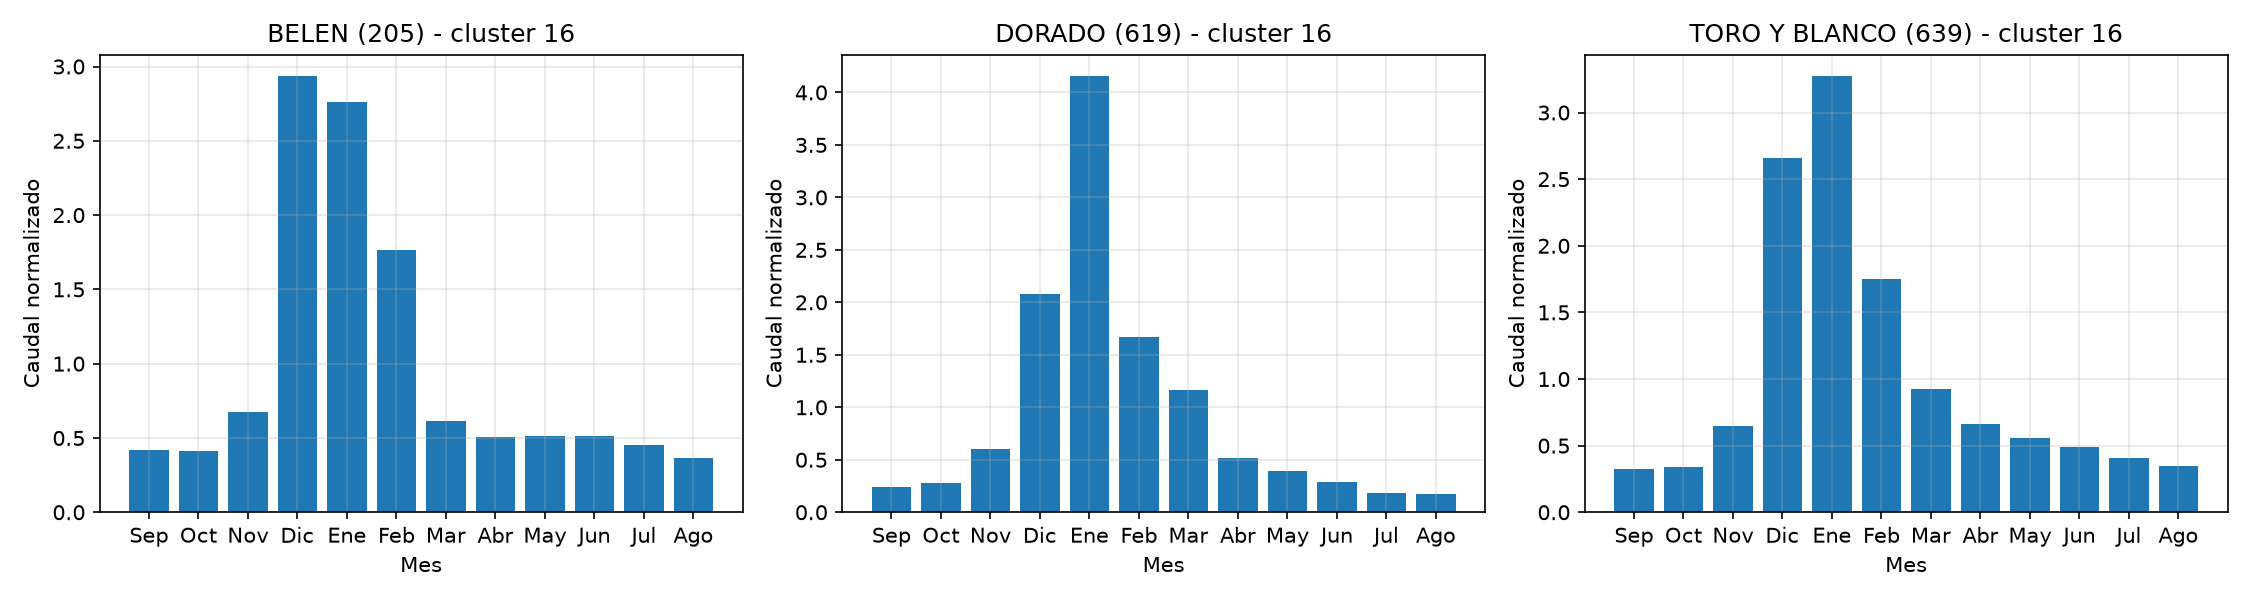 BELEN (205) - cluster 16
3.0
2.5
2.0
1.5
1.0
0.5
0.0
Caudal normalizado
Sep Oct Nov Dic Ene Feb Mar Abr May Jun Jul Ago
Mes
DORADO (619) - cluster 16
4.0
3.5
3.0
2.5
2.0
1.5
1.0
0.5
0.0
Caudal normalizado
Sep Oct Nov Dic Ene Feb Mar Abr May Jun Jul Ago
Mes
TORO Y BLANCO (639) - cluster 16
3.0
2.5
2.0
1.5
1.0
0.5
0.0
Caudal normalizado
Sep Oct Nov Dic Ene Feb Mar Abr May Jun Jul Ago
Mes